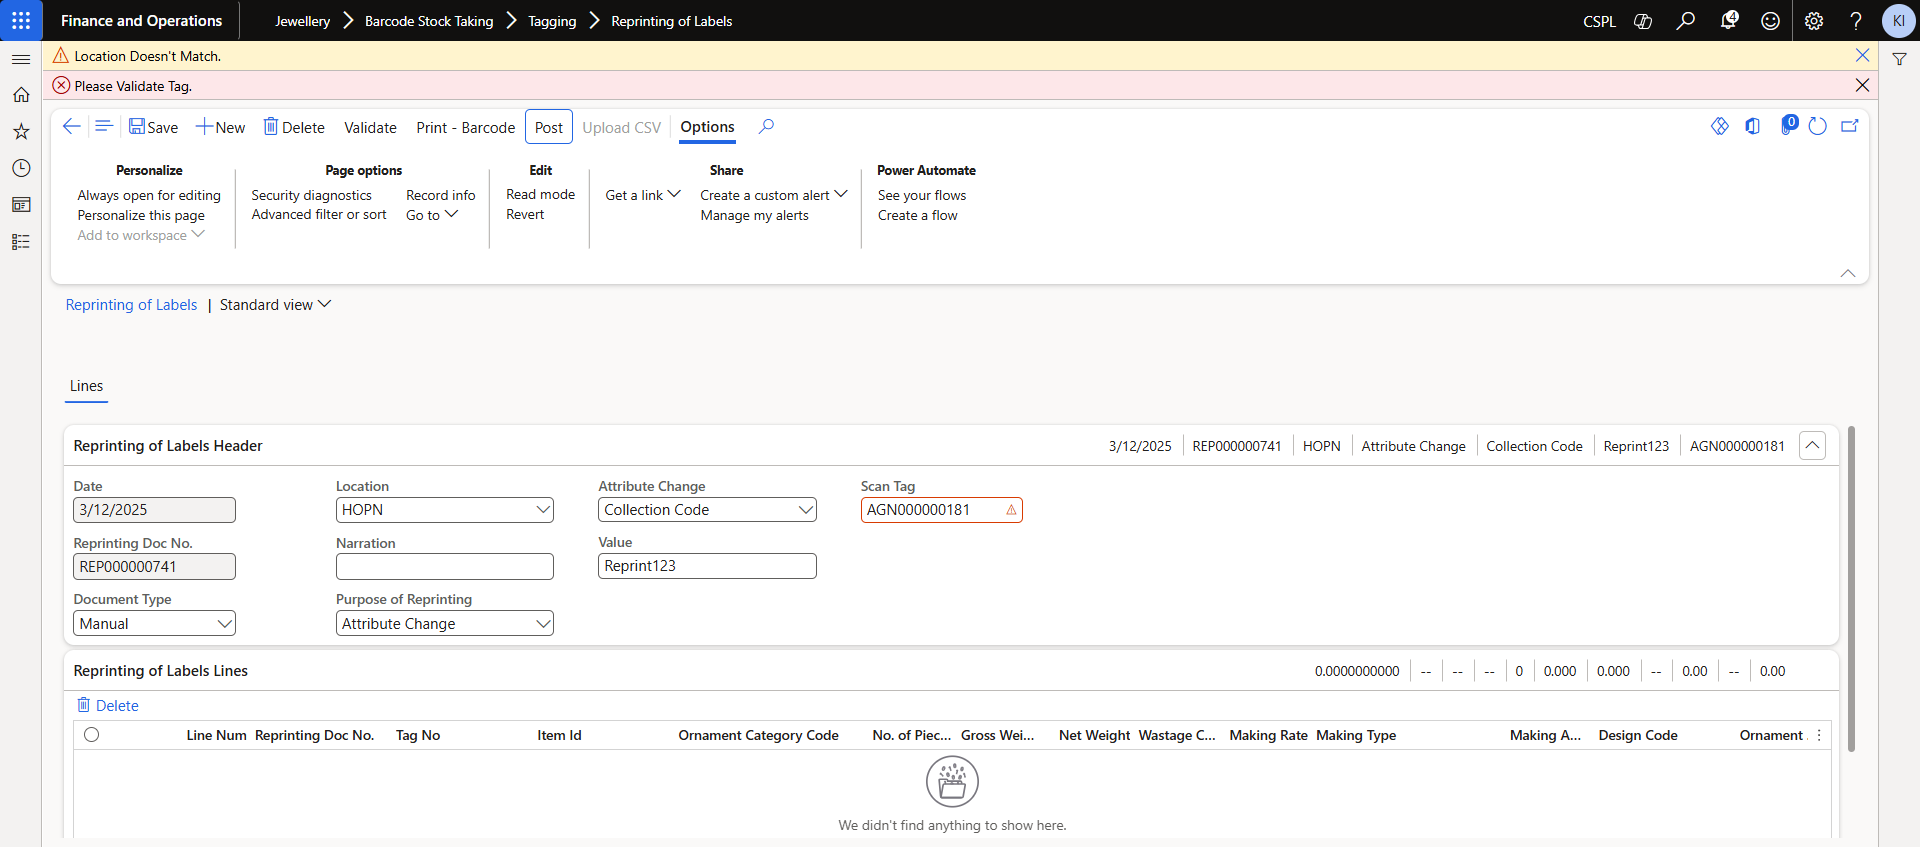 Finance and Operations
Jewellery Barcode Stock Taking Tagging Reprinting of Labels
CSPL 4 ? KI
Location Doesn't Match.
Please Validate Tag.
Save New Delete Validate Print - Barcode Post Upload CSV Options 0
Personalize Page options Edit Share Power Automate
Always open for editing Security diagnostics Record info Read mode Get a link Create a custom alert See your flows
Personalize this page Advanced filter or sort Go to Revert Manage my alerts Create a flow
Add to workspace
Reprinting of Labels | Standard view
Lines
Reprinting of Labels Header 3/12/2025 REP000000741 HOPN Attribute Change Collection Code Reprint123 AGN000000181
Date Location Attribute Change Scan Tag
3/12/2025 HOPN Collection Code AGN000000181
Reprinting Doc No. Narration Value
REP000000741 Reprint123
Document Type Purpose of Reprinting
Manual Attribute Change
Reprinting of Labels Lines 0.0000000000 -- -- -- 0 0.000 0.000 -- 0.00 -- 0.00
Delete
Line Num Reprinting Doc No. Tag No Item Id Ornament Category Code No. of Piec... Gross Wei... Net Weight Wastage C... Making Rate Making Type Making A... Design Code Ornament
We didn't find anything to show here.